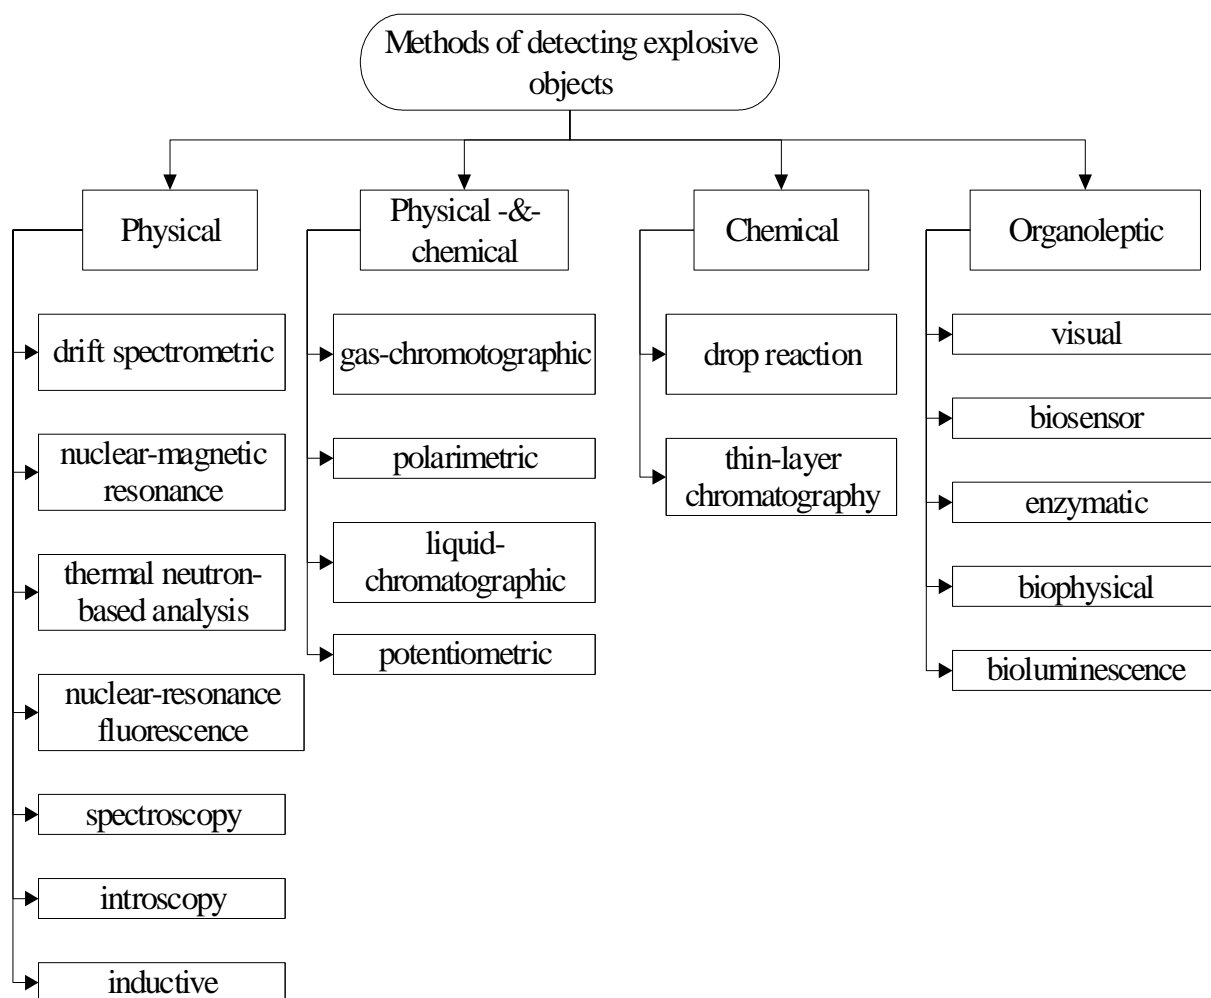 Methods of detecting explosive
objects
Physical
Physical -&-
chemical
Chemical
Organoleptic
drift spectrometric
nuclear-magnetic
resonance
thermal neutron-
based analysis
nuclear-resonance
fluorescence
spectroscopy
introscopy
inductive
gas-chromotographic
polarimetric
liquid-
chromatographic
potentiometric
drop reaction
thin-layer
chromatography
visual
biosensor
enzymatic
biophysical
bioluminescence